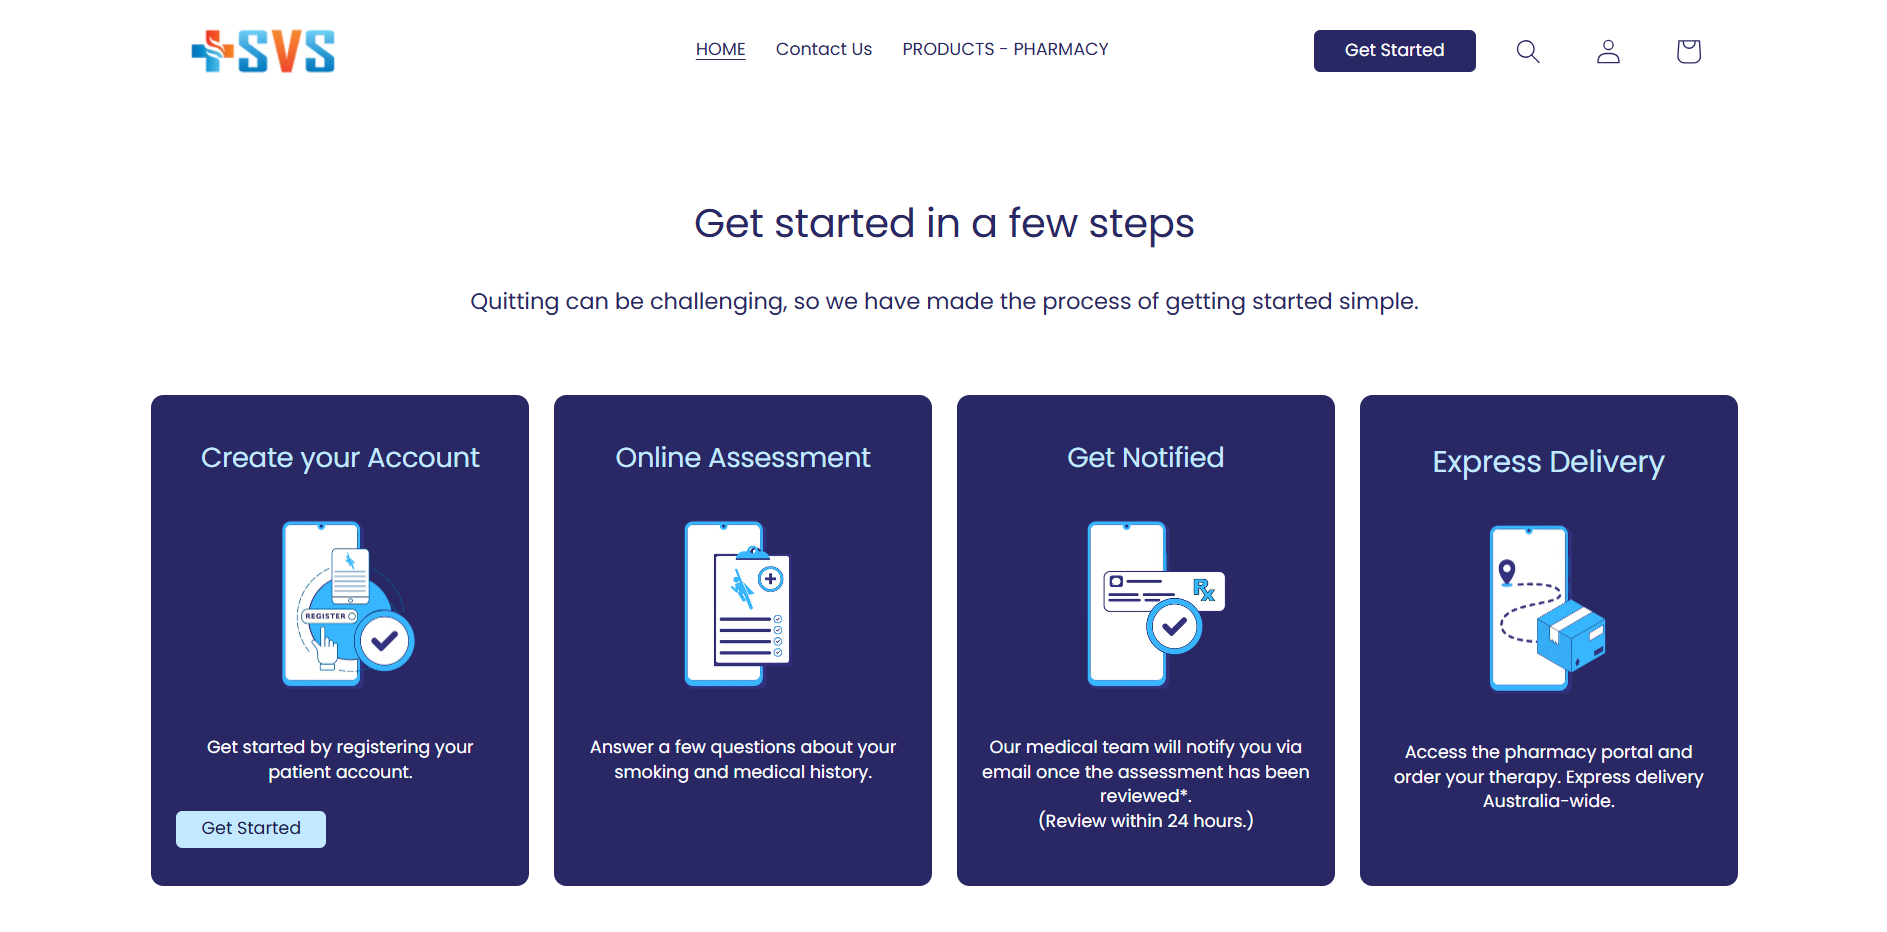 SVS
HOME
Contact Us
PRODUCTS - PHARMACY
Get Started
Get started in a few steps
Quitting can be challenging, so we have made the process of getting started simple.
Create your Account
REGISTER
Get started by registering your
patient account.
Get Started
Online Assessment
Answer a few questions about your
smoking and medical history.
Get Notified
Rx
Our medical team will notify you via
email once the assessment has been
reviewed*.
(Review within 24 hours.)
Express Delivery
Access the pharmacy portal and
order your therapy. Express delivery
Australia-wide.